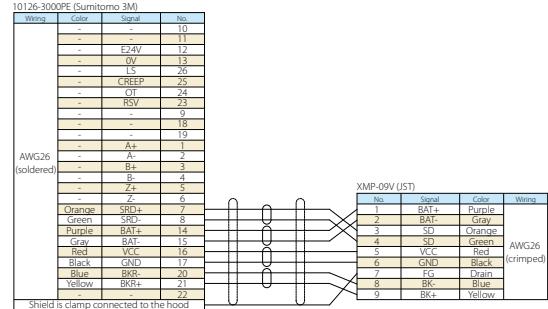 10126-3000PE (Sumitomo 3M)
Wiring Color Signal No.
- - 10
- - 11
- E24V 12
- 0V 13
- LS 26
- CREEP 25
- OT 24
- RSV 23
- - 9
- - 18
- - 19
- A+ 1
AWG26 - A- 2
(soldered) - B+ 3
- B- 4
- Z+ 5
- Z- 6
Orange SRD+ 7
Green SRD- 8
Purple BAT+ 14
Gray BAT- 15
Red VCC 16
Black GND 17
Blue BKR- 20
Yellow BKR+ 21
- - 22
Shield is clamp connected to the hood
XMP-09V (JST)
No. Signal Color Wiring
1 BAT+ Purple
2 BAT- Gray
3 SD Orange
4 SD Green
5 VCC Red AWG26
6 GND Black (crimped)
7 FG Drain
8 BK- Blue
9 BK+ Yellow